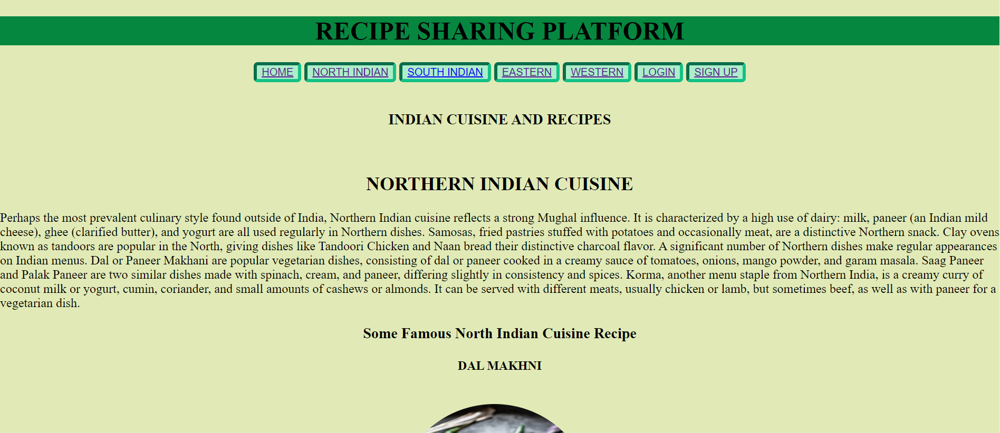 RECIPE SHARING PLATFORM
HOME NORTH INDIAN SOUTH INDIAN EASTERN WESTERN LOGIN SIGN UP
INDIAN CUISINE AND RECIPES
NORTHERN INDIAN CUISINE
Perhaps the most prevalent culinary style found outside of India, Northern Indian cuisine reflects a strong Mughal influence. It is characterized by a high use of dairy: milk, paneer (an Indian mild
cheese), ghee (clarified butter), and yogurt are all used regularly in Northern dishes. Samosas, fried pastries stuffed with potatoes and occasionally meat, are a distinctive Northern snack. Clay ovens
known as tandoors are popular in the North, giving dishes like Tandoori Chicken and Naan bread their distinctive charcoal flavor. A significant number of Northern dishes make regular appearances
on Indian menus. Dal or Paneer Makhani are popular vegetarian dishes, consisting of dal or paneer cooked in a creamy sauce of tomatoes, onions, mango powder, and garam masala. Saag Paneer
and Palak Paneer are two similar dishes made with spinach, cream, and paneer, differing slightly in consistency and spices. Korma, another menu staple from Northern India, is a creamy curry of
coconut milk or yogurt, cumin, coriander, and small amounts of cashews or almonds. It can be served with different meats, usually chicken or lamb, but sometimes beef, as well as with paneer for a
vegetarian dish.
Some Famous North Indian Cuisine Recipe
DAL MAKHNI